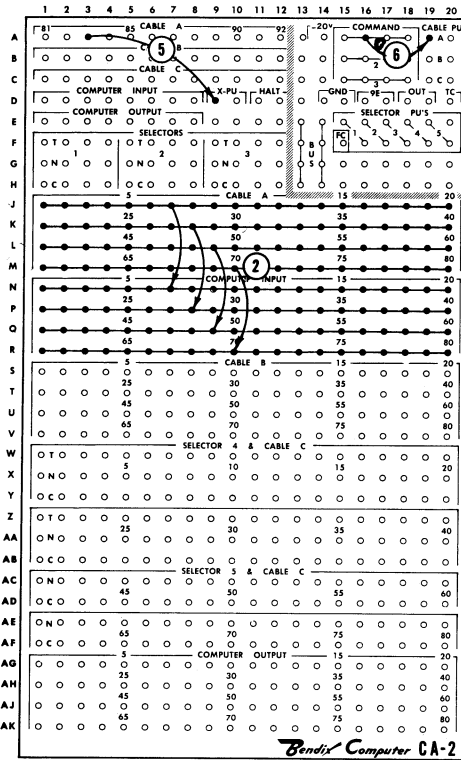 1 2 3 4 5 6 7 8 9 10 11 12 13 14 15 16 17 18 19 20
81 85 CABLE A 90 92 -20V COMMAND CABLE PU
A 5 6 A
B C B 2 B
C CABLE C 3 C
D COMPUTER INPUT X-PU HALT GND 9E OUT TC
E COMPUTER OUTPUT SELECTOR PU'S
SELECTORS
F T T T BUS FC 1 2 3 4 5
G N 1 N 2 N 3
H C C C
5 CABLE A 15 20
J
25 30 35 40
K
45 50 55 60
L
65 70 75 80
M 2
5 COMPUTER INPUT 15 20
N
25 30 35 40
P
45 50 55 60
Q
65 70 75 80
R
5 CABLE B 15 20
S
25 30 35 40
T
45 50 55 60
U
65 70 75 80
V
SELECTOR 4 & CABLE C
W T
5 10 15 20
X N
Y C
Z T
25 30 35 40
AA N
AB C
SELECTOR 5 & CABLE C
AC N
45 50 55 60
AD C
AE N
65 70 75 80
AF C
5 COMPUTER OUTPUT 15 20
AG
25 30 35 40
AH
45 50 55 60
AJ
65 70 75 80
AK
Bendix Computer CA-2